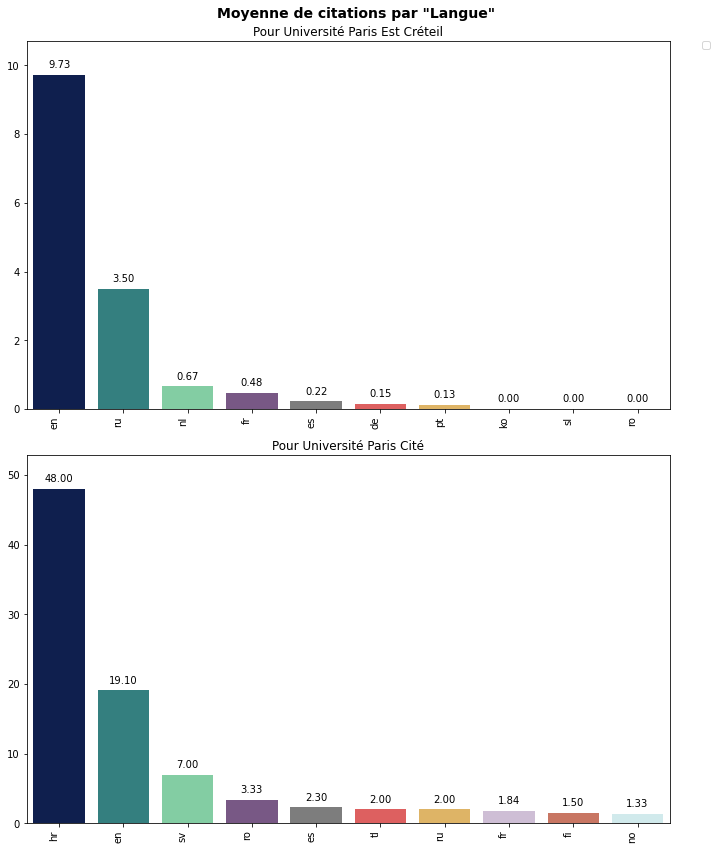 Moyenne de citations par "Langue"
Pour Université Paris Est Créteil
10
8
6
4
2
0
9.73
3.50
0.67
0.48
0.22
0.15
0.13
0.00
0.00
0.00
en
ru
nl
fr
es
de
pt
ko
sl
ro
Pour Université Paris Cité
50
40
30
20
10
0
48.00
19.10
7.00
3.33
2.30
2.00
2.00
1.84
1.50
1.33
hr
en
sv
ro
es
tl
ru
fr
fi
no